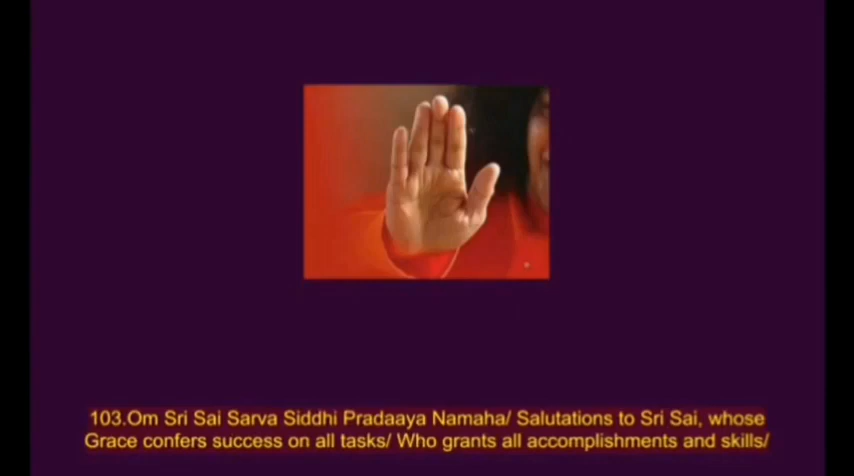 103.Om Sri Sai Sarva Siddhi Pradaaya Namaha/ Salutations to Sri Sai, whose
Grace confers success on all tasks/ Who grants all accomplishments and skills/